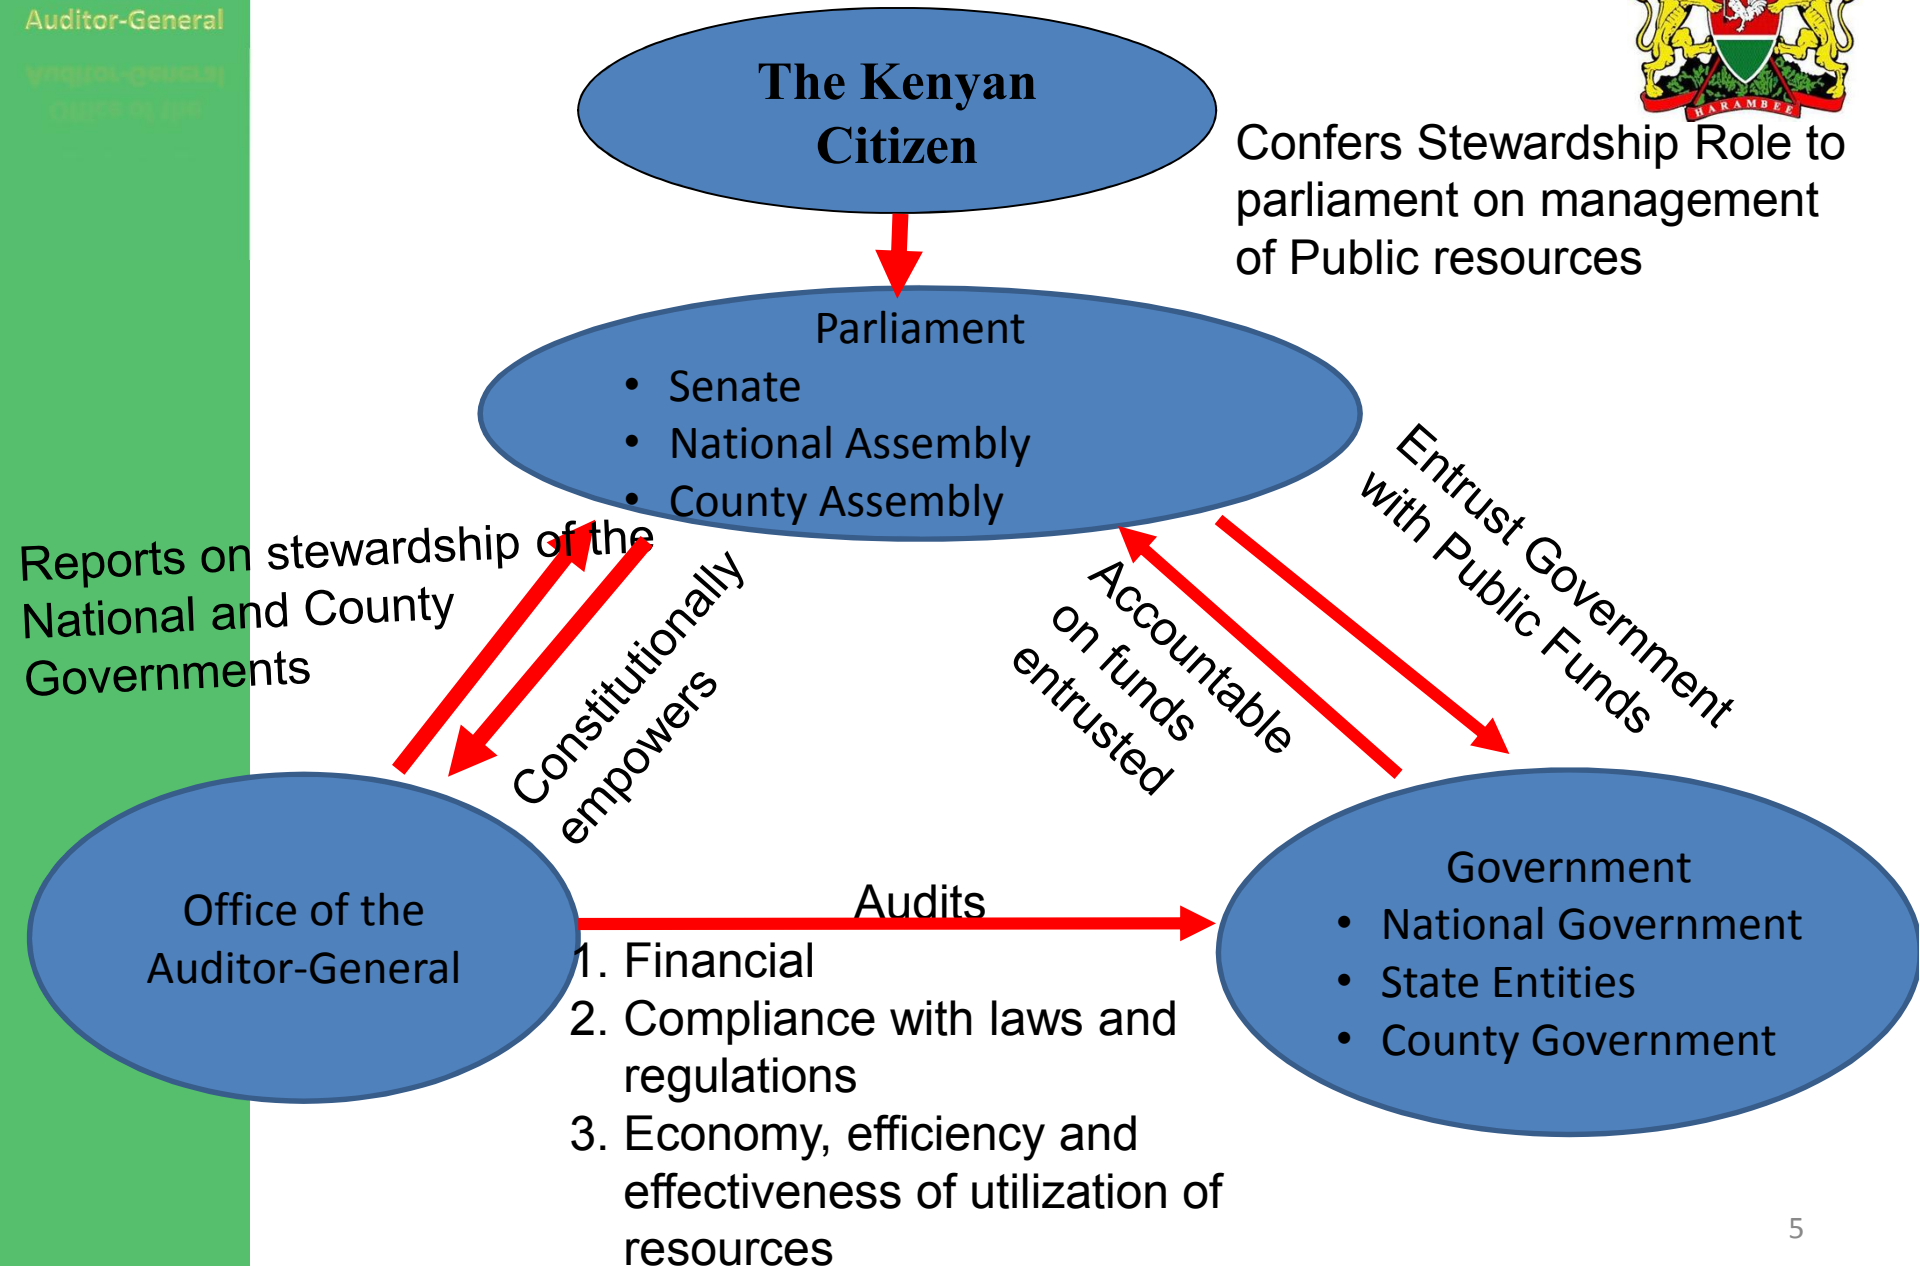 Auditor-General
The Kenyan
Citizen
HARAMBEE
Confers Stewardship Role to
parliament on management
of Public resources
Parliament
• Senate
• National Assembly
• County Assembly
Reports on stewardship of the
National and County
Governments
Constitutionally
empowers
Accountable
on funds
entrusted
Entrust Government
with Public Funds
Office of the
Auditor-General
Audits
1. Financial
2. Compliance with laws and
regulations
3. Economy, efficiency and
effectiveness of utilization of
resources
Government
• National Government
• State Entities
• County Government
5